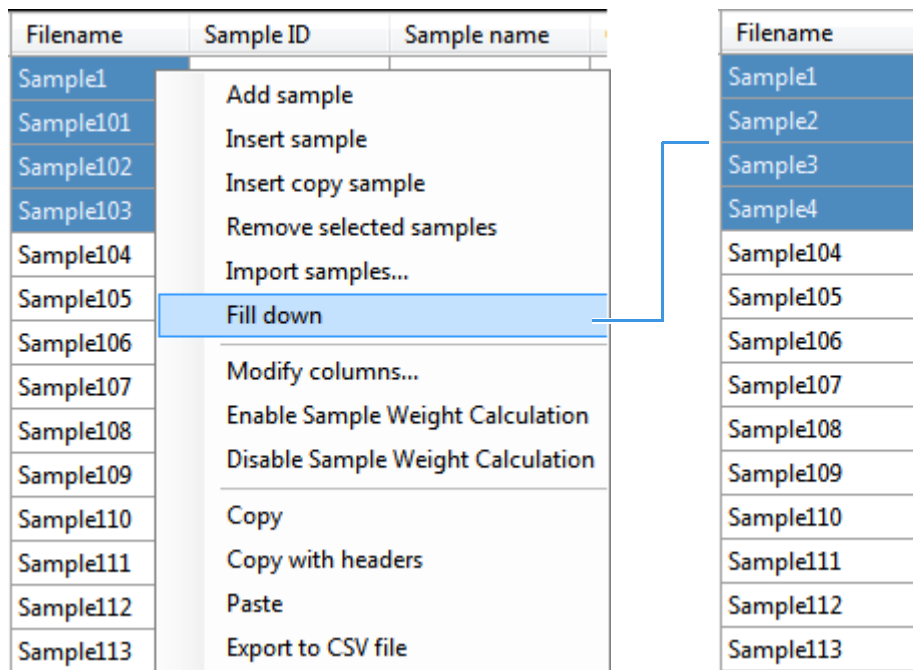 Filename Sample ID Sample name
Sample1
Sample101
Sample102
Sample103
Sample104
Sample105
Sample106
Sample107
Sample108
Sample109
Sample110
Sample111
Sample112
Sample113
Add sample
Insert sample
Insert copy sample
Remove selected samples
Import samples...
Fill down
Modify columns...
Enable Sample Weight Calculation
Disable Sample Weight Calculation
Copy
Copy with headers
Paste
Export to CSV file
Filename
Sample1
Sample2
Sample3
Sample4
Sample104
Sample105
Sample106
Sample107
Sample108
Sample109
Sample110
Sample111
Sample112
Sample113